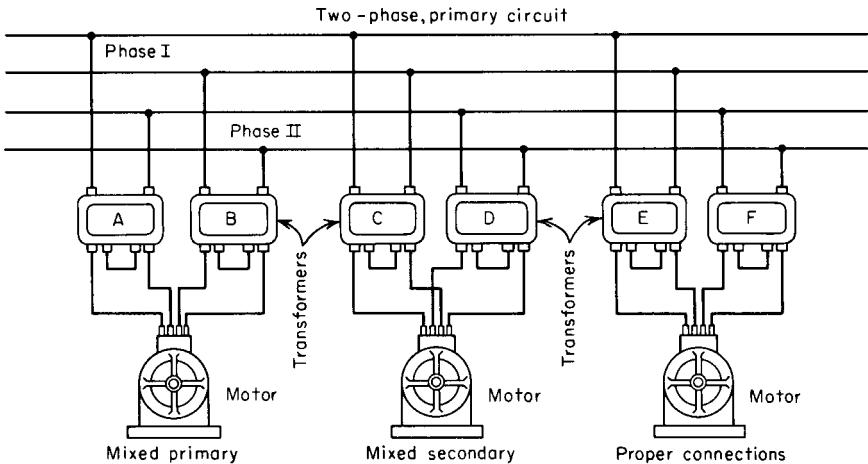 Two-phase, primary circuit
Phase I
Phase II
A
B
C
D
E
F
Transformers
Transformers
Motor
Motor
Motor
Mixed primary
Mixed secondary
Proper connections